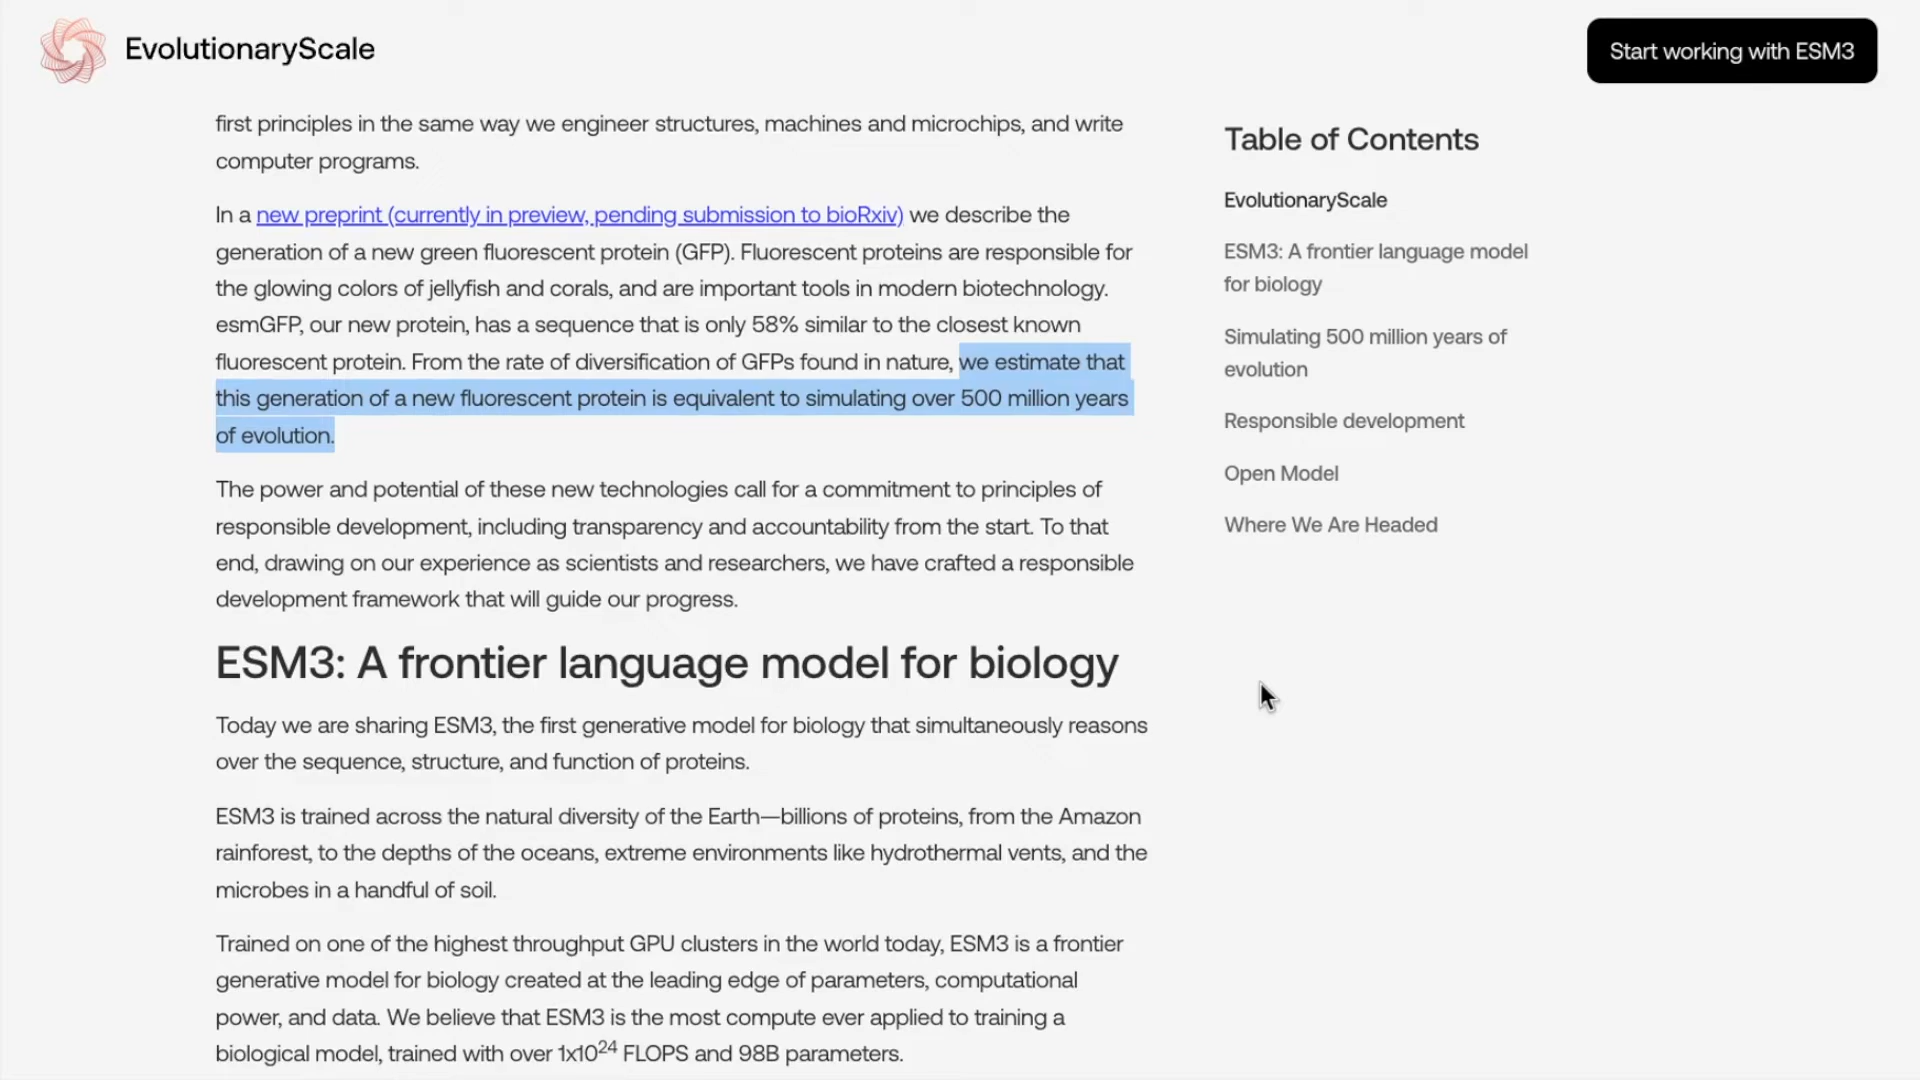 EvolutionaryScale
Start working with ESM3
first principles in the same way we engineer structures, machines and microchips, and write
computer programs.
In a new preprint (currently in preview, pending submission to bioRxiv) we describe the
generation of a new green fluorescent protein (GFP). Fluorescent proteins are responsible for
the glowing colors of jellyfish and corals, and are important tools in modern biotechnology.
esmGFP, our new protein, has a sequence that is only 58% similar to the closest known
fluorescent protein. From the rate of diversification of GFPs found in nature, we estimate that
this generation of a new fluorescent protein is equivalent to simulating over 500 million years
of evolution.
The power and potential of these new technologies call for a commitment to principles of
responsible development, including transparency and accountability from the start. To that
end, drawing on our experience as scientists and researchers, we have crafted a responsible
development framework that will guide our progress.
ESM3: A frontier language model for biology
Today we are sharing ESM3, the first generative model for biology that simultaneously reasons
over the sequence, structure, and function of proteins.
ESM3 is trained across the natural diversity of the Earth—billions of proteins, from the Amazon
rainforest, to the depths of the oceans, extreme environments like hydrothermal vents, and the
microbes in a handful of soil.
Trained on one of the highest throughput GPU clusters in the world today, ESM3 is a frontier
generative model for biology created at the leading edge of parameters, computational
power, and data. We believe that ESM3 is the most compute ever applied to training a
biological model, trained with over 1x10²⁴ FLOPS and 98B parameters.
Table of Contents
EvolutionaryScale
ESM3: A frontier language model
for biology
Simulating 500 million years of
evolution
Responsible development
Open Model
Where We Are Headed